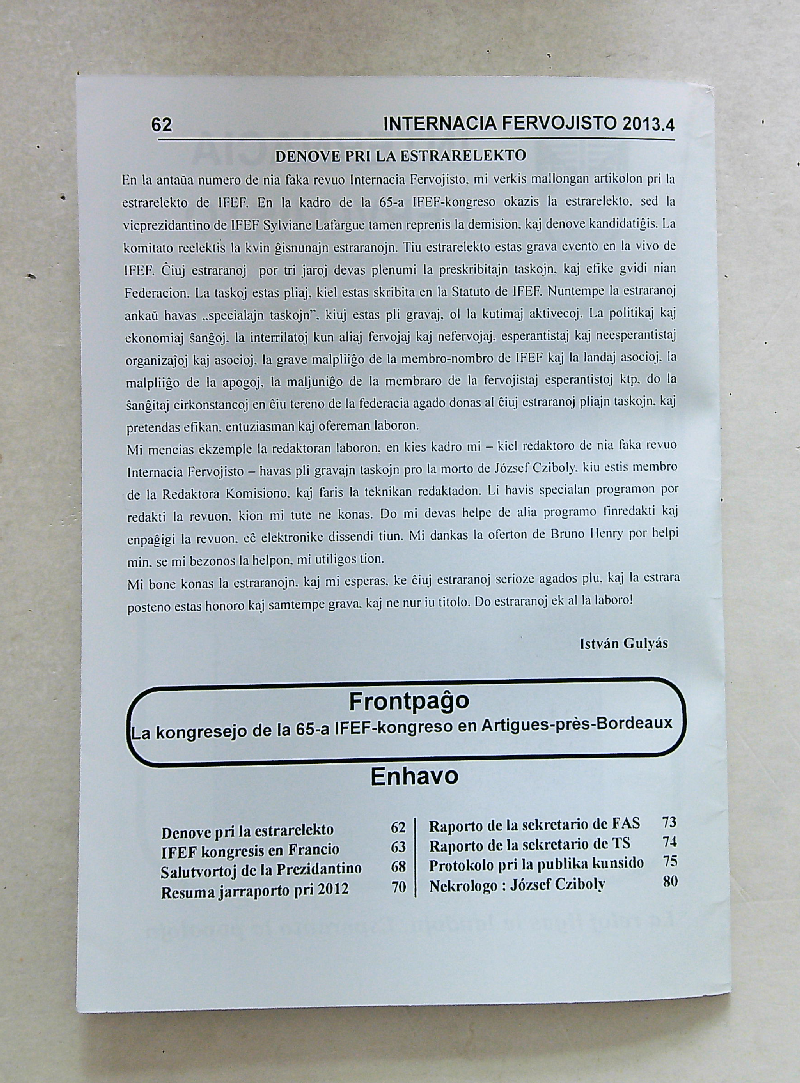 62 INTERNACIA FERVOJISTO 2013.4
DENOVE PRI LA ESTRARELEKTO
En la antaŭa numero de nia faka revuo Internacia Fervojisto, mi verkis mallongan artikolon pri la
estrarelekto de IFEF. En la kadro de la 65-a IFEF-kongreso okazis la estrarelekto, sed la
vicprezidantino de IFEF Sylviane Lafargue tamen reprenis la demision, kaj denove kandidatiĝis. La
komitato reelektis la kvin ĝisnunajn estraranojn. Tiu estrarelekto estas grava evento en la vivo de
IFEF. Ĉiuj estraranoj por tri jaroj devas plenumi la preskribitajn taskojn, kaj efike gvidi nian
Federacion. La taskoj estas pliaj, kiel estas skribita en la Statuto de IFEF. Nuntempe la estraranoj
ankaŭ havas „specialajn taskojn”, kiuj estas pli gravaj, ol la kutimaj aktivecoj. La politikaj kaj
ekonomiaj ŝanĝoj, la interrilatoj kun aliaj fervojaj kaj nefervojaj, esperantistaj kaj neesperantistaj
organizajoj kaj asocioj, la grave malpliiĝo de la membro-nombro de IFEF kaj la landaj asocioj, la
malpliiĝo de la apogoj, la maljuniĝo de la membraro de la fervojistaj esperantistoj ktp, do la
ŝanĝitaj cirkonstancoj en ĉiu tereno de la federacia agado donas al ĉiuj estraranoj pliajn taskojn, kaj
pretendas efikan, entuziasman kaj ofereman laboron.
Mi mencias ekzemple la redaktoran laboron, en kies kadro mi – kiel redaktoro de nia faka revuo
Internacia Fervojisto – havas pli gravajn taskojn pro la morto de József Cziboly, kiu estis membro
de la Redaktora Komisiono, kaj faris la teknikan redaktadon. Li havis specialan programon por
redakti la revuon, kion mi tute ne konas. Do mi devas helpe de alia programo finredakti kaj
enpaĝigi la revuon, eĉ elektronike dissendi tiun. Mi dankas la oferton de Bruno Henry por helpi
min, se mi bezonos la helpon, mi utiligos tion.
Mi bone konas la estraranojn, kaj mi esperas, ke ĉiuj estraranoj serioze agados plu, kaj la estrara
posteno estas honoro kaj samtempe grava, kaj ne nur iu titolo. Do estraranoj ek al la laboro!
István Gulyás
Frontpaĝo
La kongresejo de la 65-a IFEF-kongreso en Artigues-près-Bordeaux
Enhavo
Denove pri la estrarelekto 62
IFEF kongresis en Francio 63
Salutvortoj de la Prezidantino 68
Resuma jarraporto pri 2012 70
Raporto de la sekretario de FAS 73
Raporto de la sekretario de TS 74
Protokolo pri la publika kunsido 75
Nekrologo : József Cziboly 80